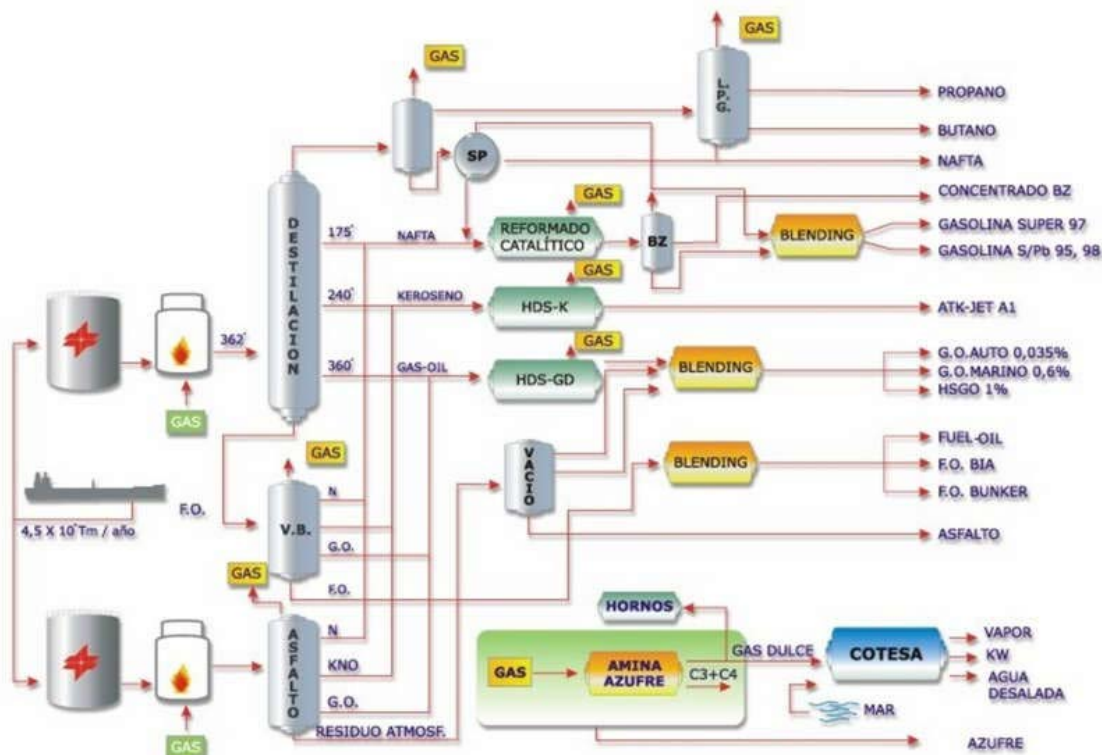 GAS
GAS
L.P.G.
PROPANO
BUTANO
NAFTA
SP
DESTILACION
175°
NAFTA
GAS
REFORMADO
CATALÍTICO
BZ
CONCENTRADO BZ
BLENDING
GASOLINA SUPER 97
GASOLINA S/Pb 95, 98
GAS
240°
KEROSENO
HDS-K
ATK-JET A1
362°
GAS
360°
GAS-OIL
HDS-GD
BLENDING
G.O.AUTO 0,035%
G.O.MARINO 0,6%
HSGO 1%
GAS
GAS
VACIO
BLENDING
FUEL-OIL
F.O. BIA
F.O. BUNKER
ASFALTO
4,5 X 10° Tm / año
F.O.
V.B.
N
G.O.
F.O.
GAS
ASFALTO
N
KNO
G.O.
RESIDUO ATMOSF.
GAS
HORNOS
GAS
AMINA
AZUFRE
GAS DULCE
C3+C4
COTESA
VAPOR
KW
AGUA
DESALADA
MAR
AZUFRE